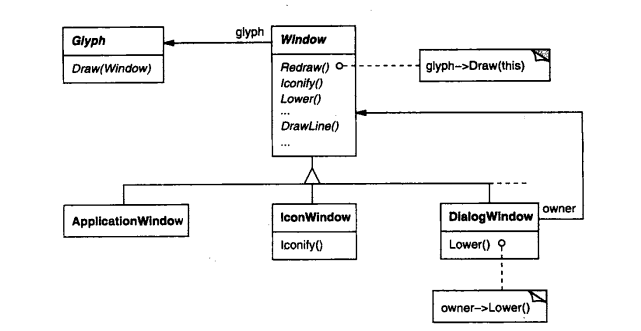 Glyph
Draw(Window)
glyph
Window
Redraw()
Iconify()
Lower()
...
DrawLine()
...
glyph->Draw(this)
ApplicationWindow
IconWindow
Iconify()
DialogWindow
Lower()
owner
owner->Lower()